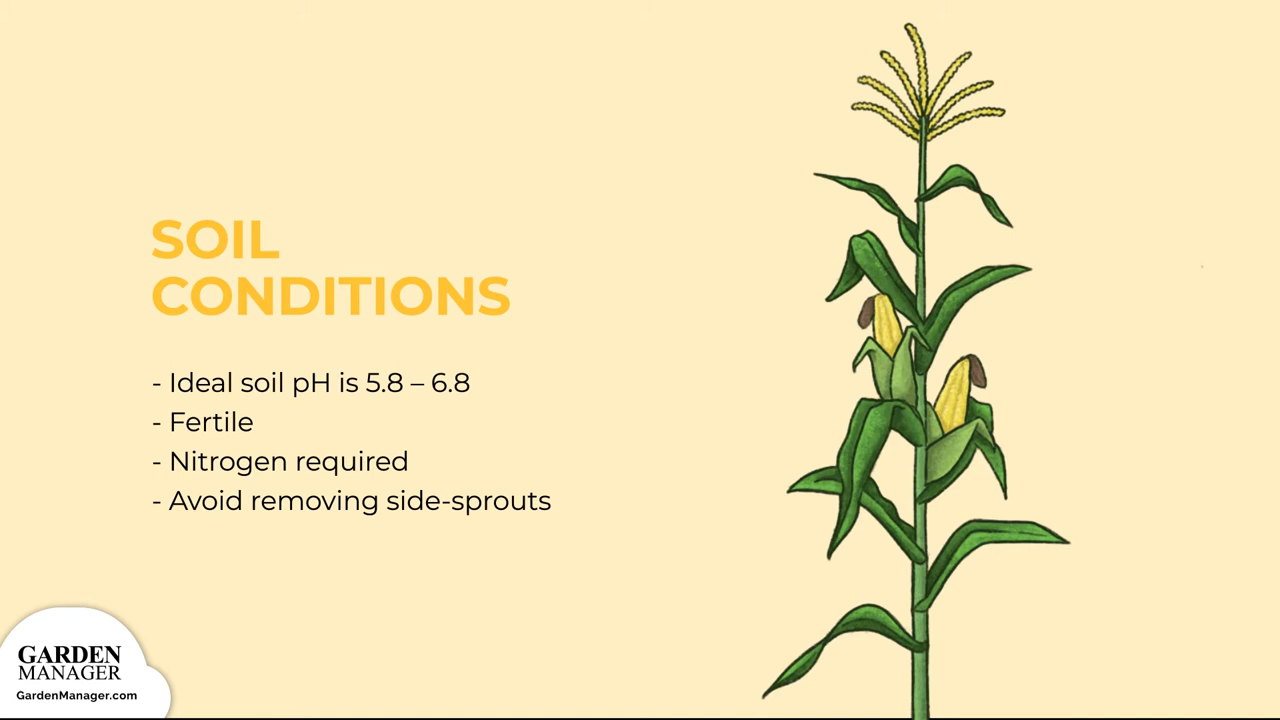 SOIL
CONDITIONS
- Ideal soil pH is 5.8 – 6.8
- Fertile
- Nitrogen required
- Avoid removing side-sprouts
GARDEN
MANAGER
GardenManager.com